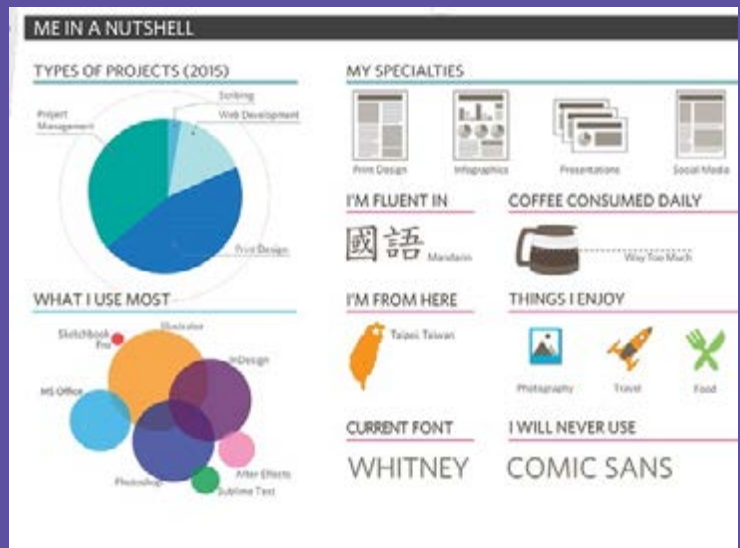 ME IN A NUTSHELL
TYPES OF PROJECTS (2015)
Scribing
Web Development
Project
Management
Print Design
WHAT I USE MOST
Illustrator
Sketchbook
Pro
InDesign
MS Office
Photoshop
After Effects
Sublime Text
MY SPECIALTIES
Print Design
Infographics
Presentations
Social Media
I'M FLUENT IN
國語 Mandarin
COFFEE CONSUMED DAILY
Way Too Much
I'M FROM HERE
Taipei, Taiwan
THINGS I ENJOY
Photography
Travel
Food
CURRENT FONT
WHITNEY
I WILL NEVER USE
COMIC SANS